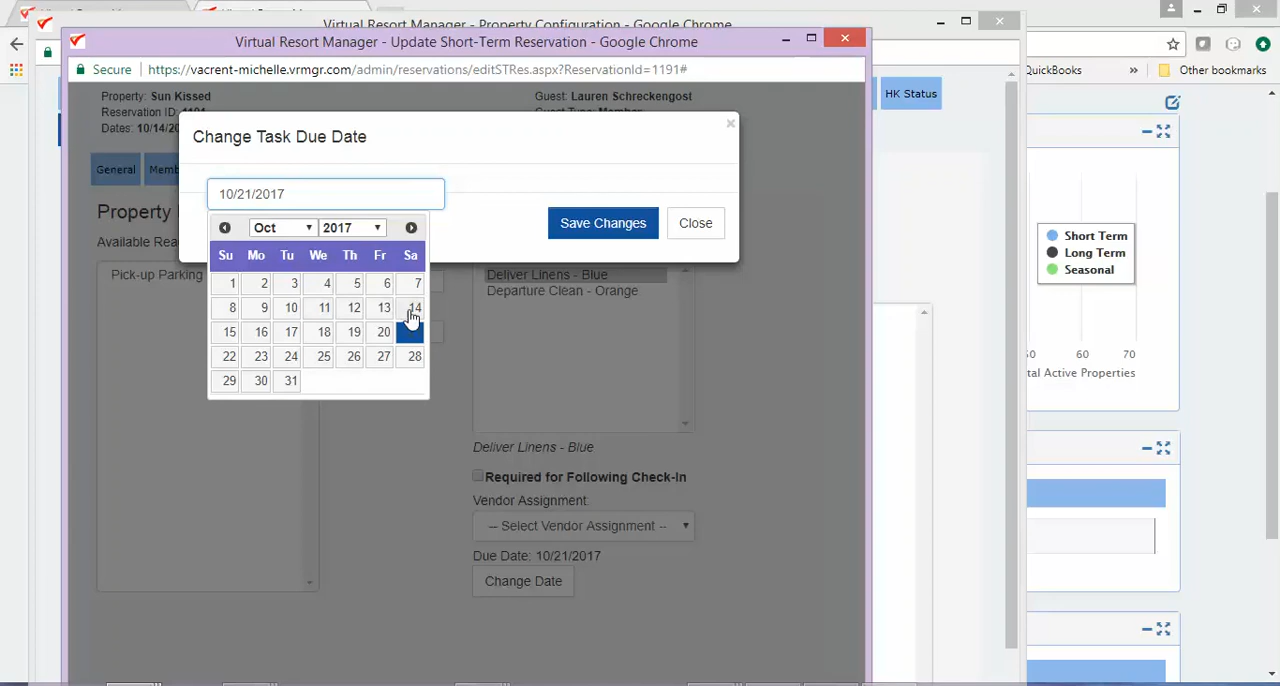 Virtual Resort Manager - Property Configuration - Google Chrome
Virtual Resort Manager - Update Short-Term Reservation - Google Chrome
Secure https://vacrent-michelle.vrmgr.com/admin/reservations/editSTRes.aspx?ReservationId=1191#
QuickBooks » Other bookmarks
Property: Sun Kissed Guest: Lauren Schreckengost
HK Status
Dates: 10/14/20
Change Task Due Date ×
General Memb
10/21/2017
Property
Save Changes Close
Oct 2017
Available Rea
Su Mo Tu We Th Fr Sa
1 2 3 4 5 6 7
8 9 10 11 12 13 14
15 16 17 18 19 20
22 23 24 25 26 27 28
29 30 31
Pick-up Parking
Deliver Linens - Blue
Departure Clean - Orange
Deliver Linens - Blue
Required for Following Check-In
Vendor Assignment:
-- Select Vendor Assignment --
Due Date: 10/21/2017
Change Date
Short Term
Long Term
Seasonal
60 70
tal Active Properties